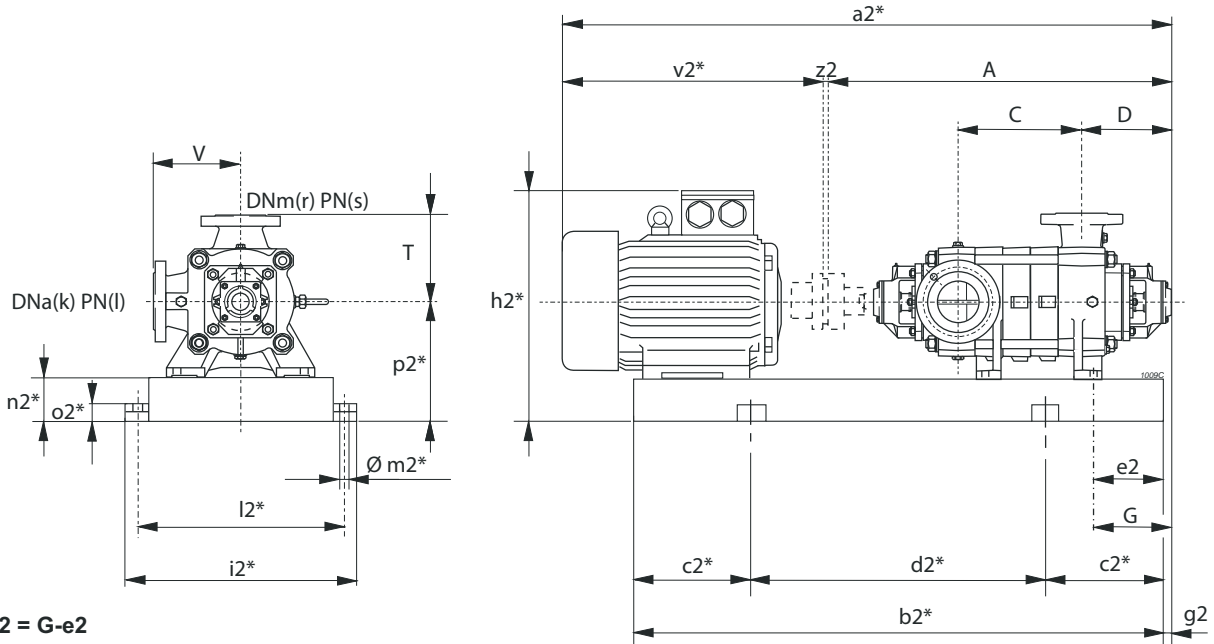 a2*
v2*
z2
A
C
D
V
DNm(r) PN(s)
T
h2*
DNa(k) PN(l)
p2*
n2*
o2*
1009C
Ø m2*
e2
l2*
G
i2*
c2*
d2*
c2*
b2*
g2
2 = G-e2